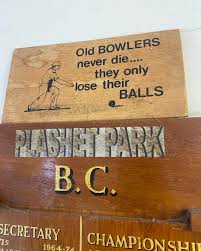 Old BOWLERS
never die....
they only
lose their
BALLS
PLASHET PARK
B.C.
SECRETARY
1964-74
CHAMPIONSHIP